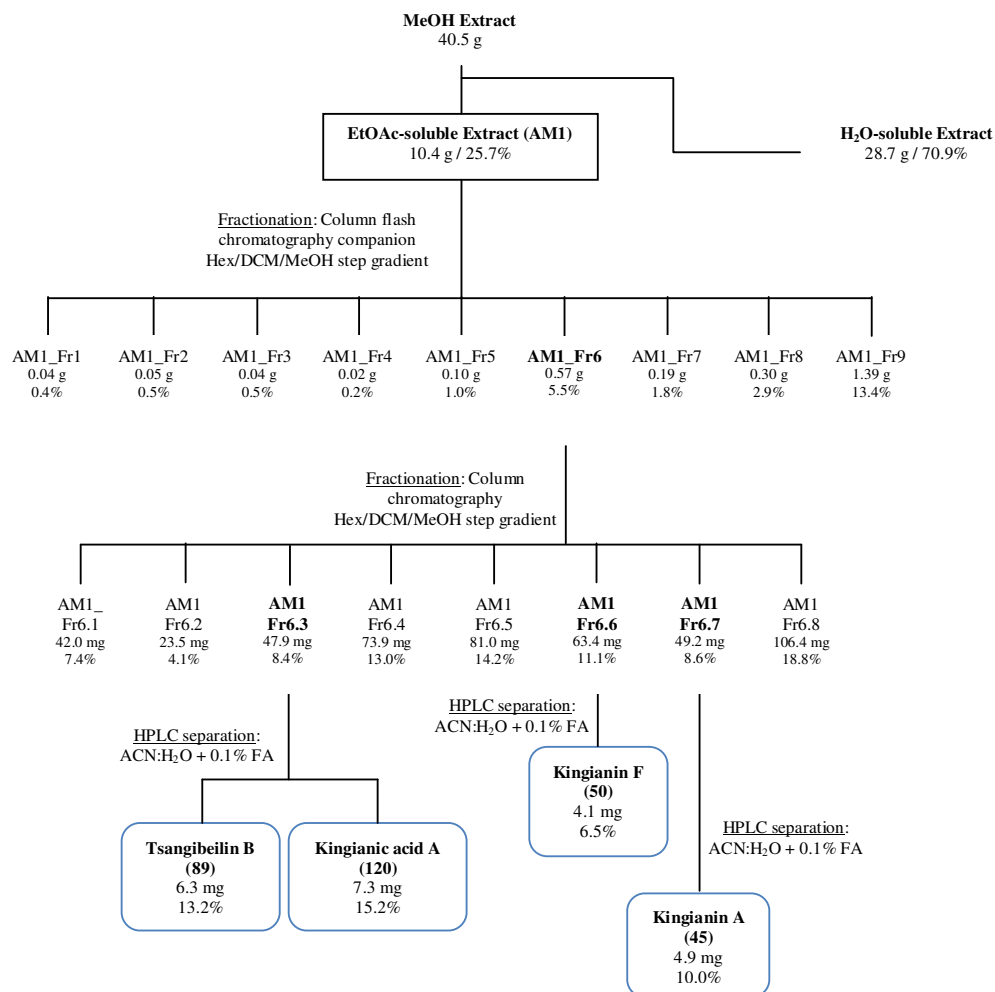 MeOH Extract
40.5 g
EtOAc-soluble Extract (AM1)
10.4 g / 25.7%
H₂O-soluble Extract
28.7 g / 70.9%
Fractionation: Column flash
chromatography companion
Hex/DCM/MeOH step gradient
AM1_Fr1
0.04 g
0.4%
AM1_Fr2
0.05 g
0.5%
AM1_Fr3
0.04 g
0.5%
AM1_Fr4
0.02 g
0.2%
AM1_Fr5
0.10 g
1.0%
AM1_Fr6
0.57 g
5.5%
AM1_Fr7
0.19 g
1.8%
AM1_Fr8
0.30 g
2.9%
AM1_Fr9
1.39 g
13.4%
Fractionation: Column
chromatography
Hex/DCM/MeOH step gradient
AM1_
Fr6.1
42.0 mg
7.4%
AM1
Fr6.2
23.5 mg
4.1%
AM1
Fr6.3
47.9 mg
8.4%
AM1
Fr6.4
73.9 mg
13.0%
AM1
Fr6.5
81.0 mg
14.2%
AM1
Fr6.6
63.4 mg
11.1%
AM1
Fr6.7
49.2 mg
8.6%
AM1
Fr6.8
106.4 mg
18.8%
HPLC separation:
ACN:H₂O + 0.1% FA
Tsangibeilin B
(89)
6.3 mg
13.2%
Kingianic acid A
(120)
7.3 mg
15.2%
HPLC separation:
ACN:H₂O + 0.1% FA
Kingianin F
(50)
4.1 mg
6.5%
HPLC separation:
ACN:H₂O + 0.1% FA
Kingianin A
(45)
4.9 mg
10.0%